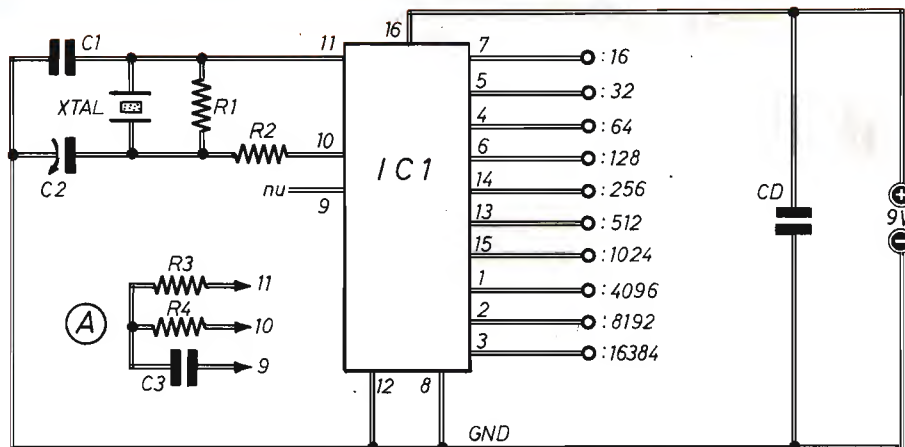 C1
11
16
7
:16
XTAL
R1
5
:32
4
:64
R2
10
6
:128
C2
IC1
nu
9
14
:256
CD
+
9V
−
13
:512
15
:1024
R3
11
1
:4096
A
R4
10
2
:8192
C3
9
3
:16384
12
8
GND